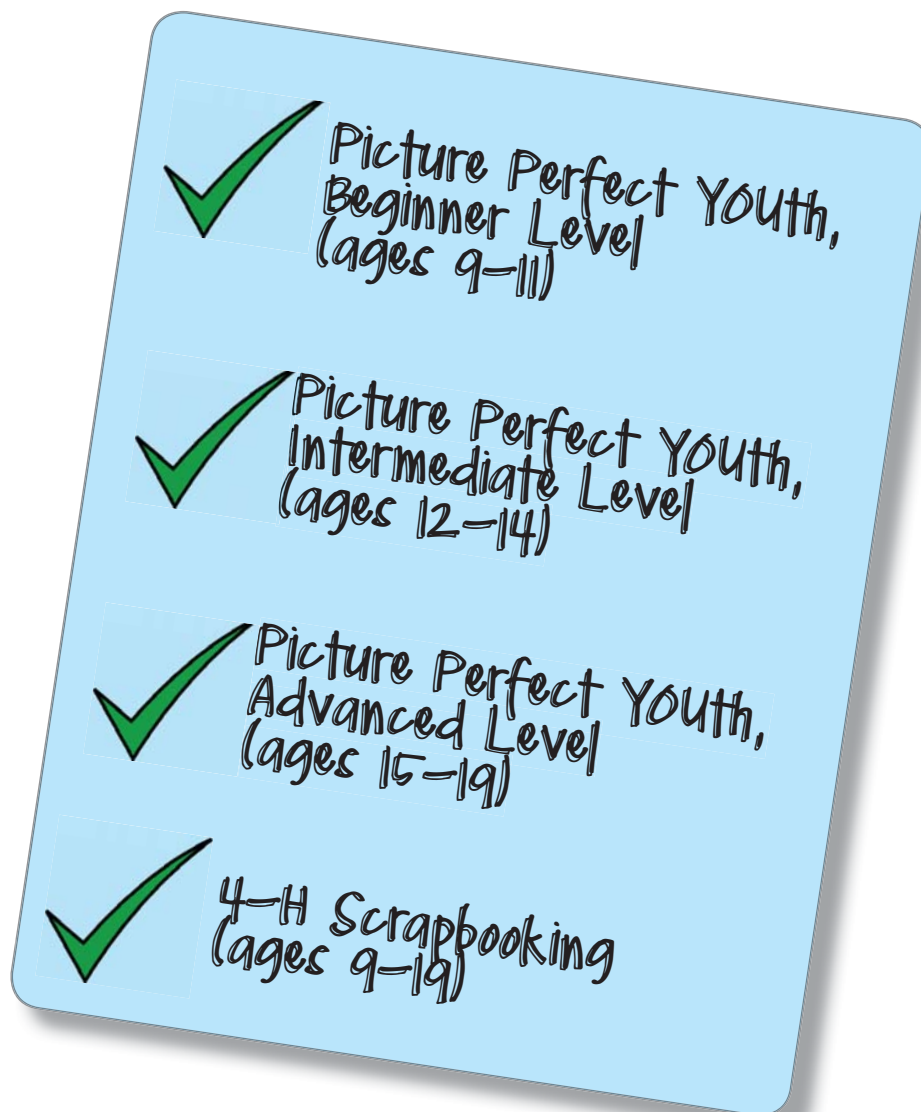 Picture Perfect Youth,
Beginner Level
(ages 9-11)
Picture Perfect Youth,
Intermediate Level
(ages 12-14)
Picture Perfect Youth,
Advanced Level
(ages 15-19)
4-H Scrapbooking
(ages 9-19)